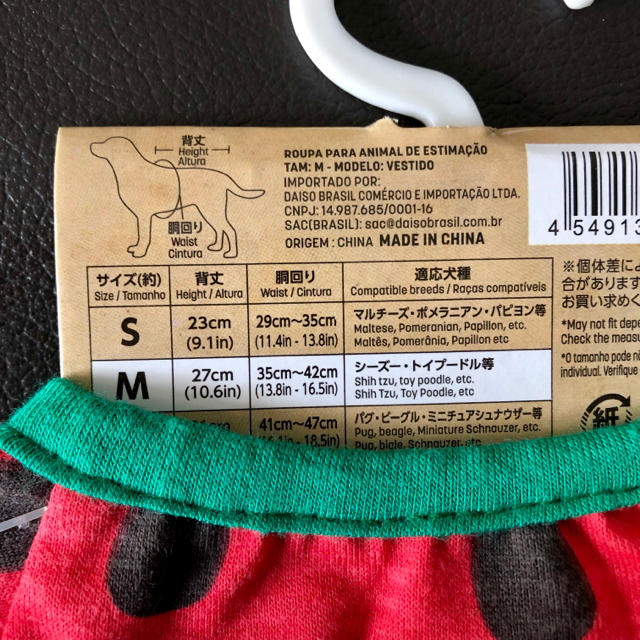 背丈
Height
Altura
胴回り
Waist
Cintura
ROUPA PARA ANIMAL DE ESTIMAÇÃO
TAM: M - MODELO: VESTIDO
IMPORTADO POR:
DAISO BRASIL COMÉRCIO E IMPORTAÇÃO LTDA.
CNPJ: 14.987.685/0001-16
SAC(BRASIL): sac@daisobrasil.com.br
ORIGEM : CHINA MADE IN CHINA
4 54913
サイズ(約) 背丈 胴回り 適応犬種
Size / Tamanho Height / Altura Waist / Cintura Compatible breeds / Raças compatíveis
S 23cm 29cm～35cm マルチーズ・ポメラニアン・パピヨン等
(9.1in) (11.4in - 13.8in) Maltese, Pomeranian, Papillon, etc.
Maltês, Pomerânia, Papillon, etc.
M 27cm 35cm～42cm シーズー・トイプードル等
(10.6in) (13.8in - 16.5in) Shih tzu, toy poodle, etc.
Shih Tzu, Toy poodle, etc.
41cm～47cm パグ・ビーグル・ミニチュアシュナウザー等
18.5in) Pug, beagle, Miniature Schnauzer, etc.
Pug, bigle, Schnauzer, etc.
※個体差によ
合がありま
お買い求め
*May not fit depe
Check the measu
*O tamanho pode nã
individual. Verifique
紙